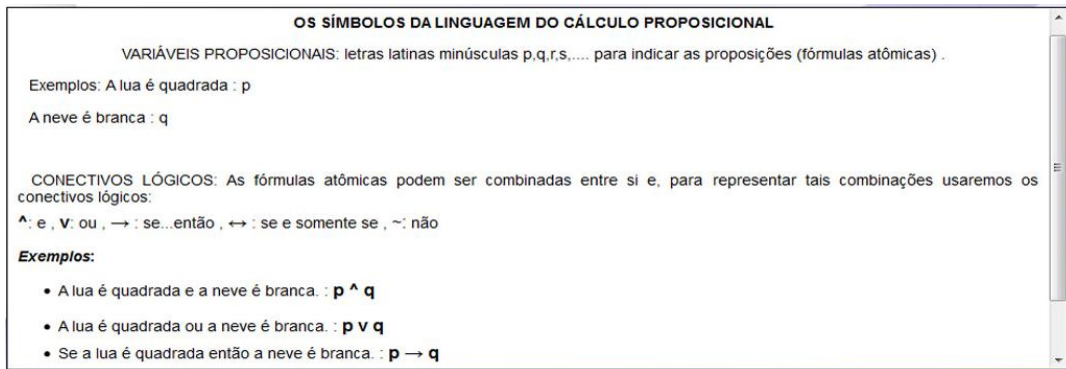 OS SÍMBOLOS DA LINGUAGEM DO CÁLCULO PROPOSICIONAL
VARIÁVEIS PROPOSICIONAIS: letras latinas minúsculas p,q,r,s,.... para indicar as proposições (fórmulas atômicas) .
Exemplos: A lua é quadrada : p
A neve é branca : q
CONECTIVOS LÓGICOS: As fórmulas atômicas podem ser combinadas entre si e, para representar tais combinações usaremos os
conectivos lógicos:
^: e , v: ou , → : se...então , ↔ : se e somente se , ~: não
Exemplos:
• A lua é quadrada e a neve é branca. : p ^ q
• A lua é quadrada ou a neve é branca. : p v q
• Se a lua é quadrada então a neve é branca. : p → q